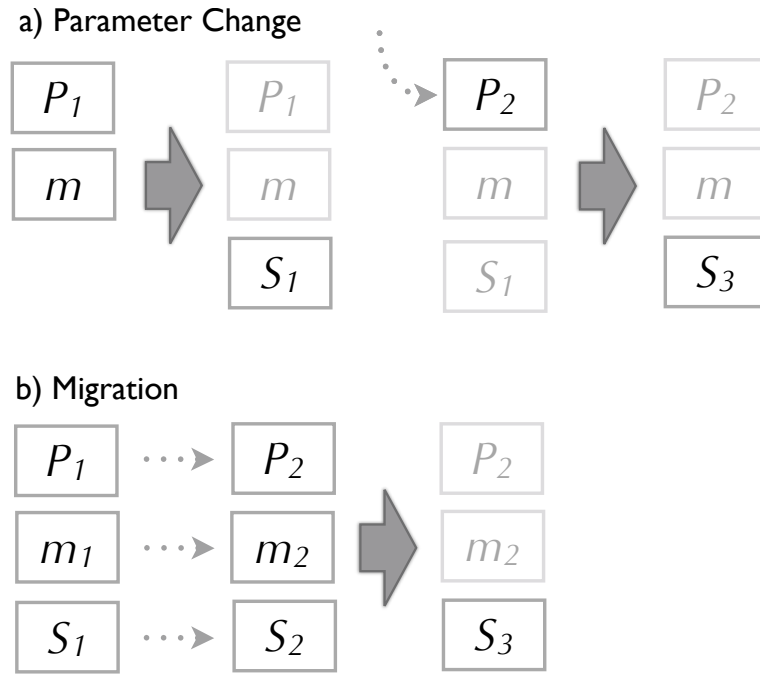 a) Parameter Change
P1 P1 P2 P2
m m m m
S1 S1 S3
b) Migration
P1 P2 P2
m1 m2 m2
S1 S2 S3